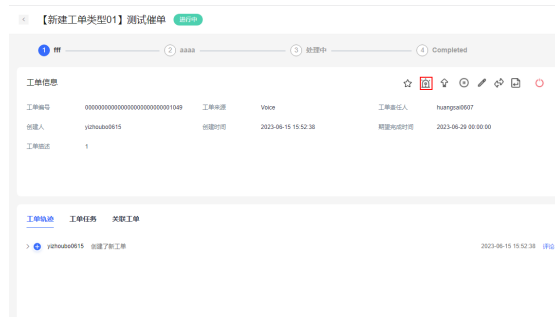 【新建工单类型01】测试催单 进行中
1 fff 2 aaaa 3 处理中 4 Completed
工单信息
工单编号 00000000000000000000000001049 工单来源 Voice 工单责任人 huangsai0607
创建人 yizhoubo0615 创建时间 2023-06-15 15:52:38 期望完成时间 2023-06-29 00:00:00
工单描述 1
工单轨迹 工单任务 关联工单
yizhoubo0615 创建了新工单 2023-06-15 15:52:38 评论